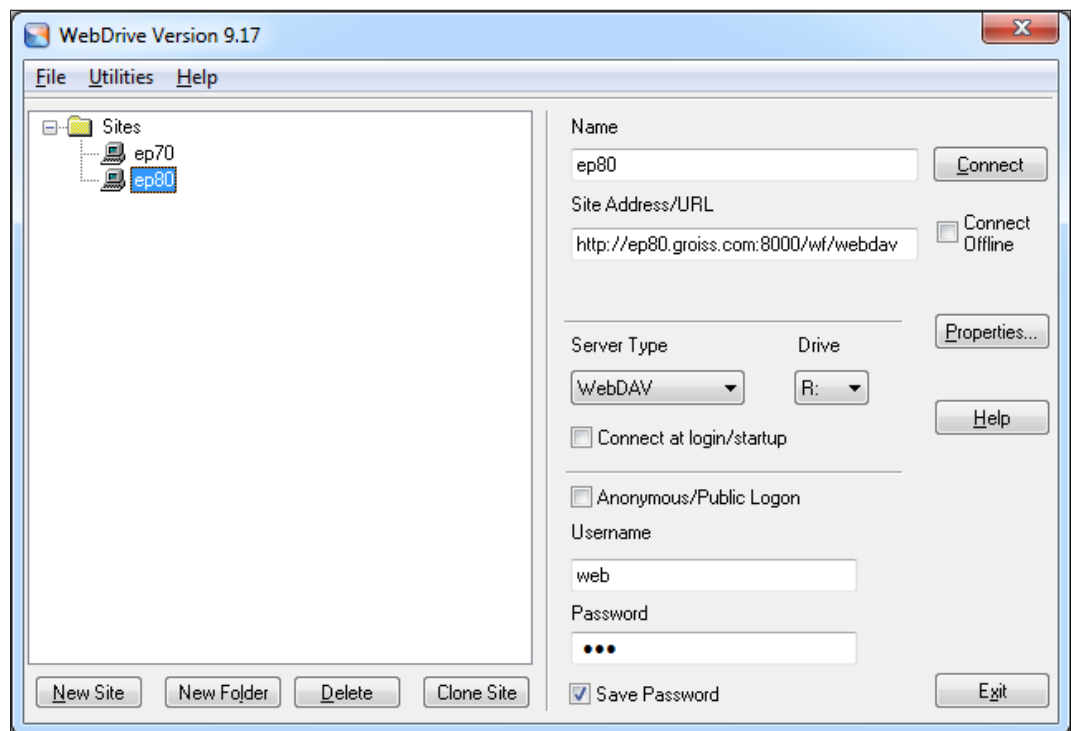 WebDrive Version 9.17
File Utilities Help
Sites
ep70
ep80
New Site New Folder Delete Clone Site
Name
ep80
Connect
Site Address/URL
http://ep80.groiss.com:8000/wf/webdav
Connect
Offline
Properties...
Server Type Drive
WebDAV R:
Help
Connect at login/startup
Anonymous/Public Logon
Username
web
Password
●●●
Save Password
Exit